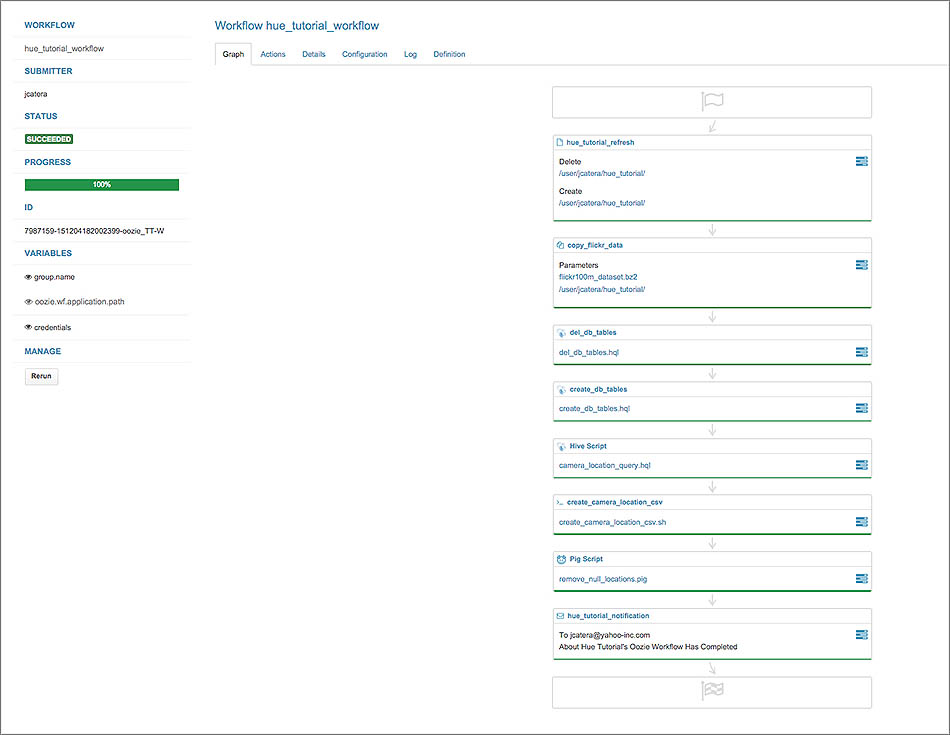 WORKFLOW
hue_tutorial_workflow
SUBMITTER
jcatera
STATUS
SUCCEEDED
PROGRESS
100%
ID
7987159-151204182002399-oozie_TT-W
VARIABLES
group.name
oozie.wf.application.path
credentials
MANAGE
Rerun
Workflow hue_tutorial_workflow
Graph Actions Details Configuration Log Definition
hue_tutorial_refresh
Delete
/user/jcatera/hue_tutorial/
Create
/user/jcatera/hue_tutorial/
copy_flickr_data
Parameters
flickr100m_dataset.bz2
/user/jcatera/hue_tutorial/
del_db_tables
del_db_tables.hql
create_db_tables
create_db_tables.hql
Hive Script
camera_location_query.hql
create_camera_location_csv
create_camera_location_csv.sh
Pig Script
remove_null_locations.pig
hue_tutorial_notification
To jcatera@yahoo-inc.com
About Hue Tutorial's Oozie Workflow Has Completed